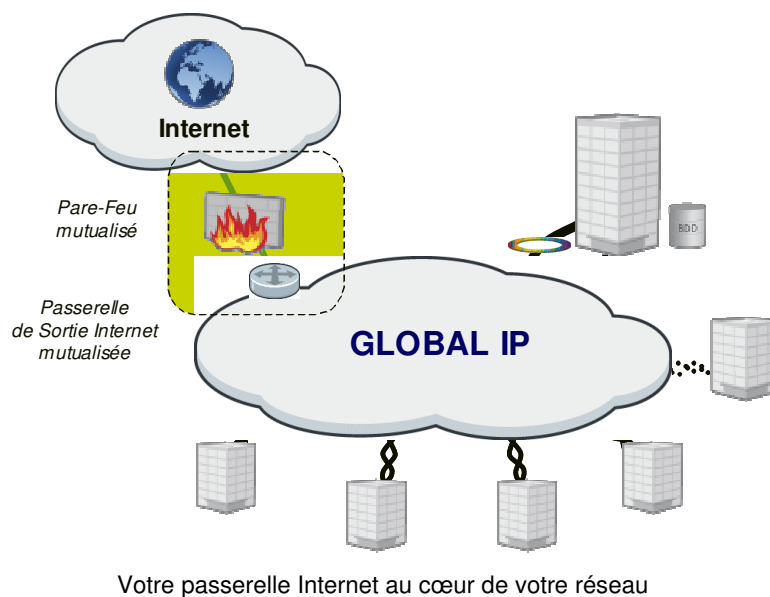 Internet
Pare-Feu
mutualisé
BDD
Passerelle
de Sortie Internet
mutualisée
GLOBAL IP
Votre passerelle Internet au cœur de votre réseau